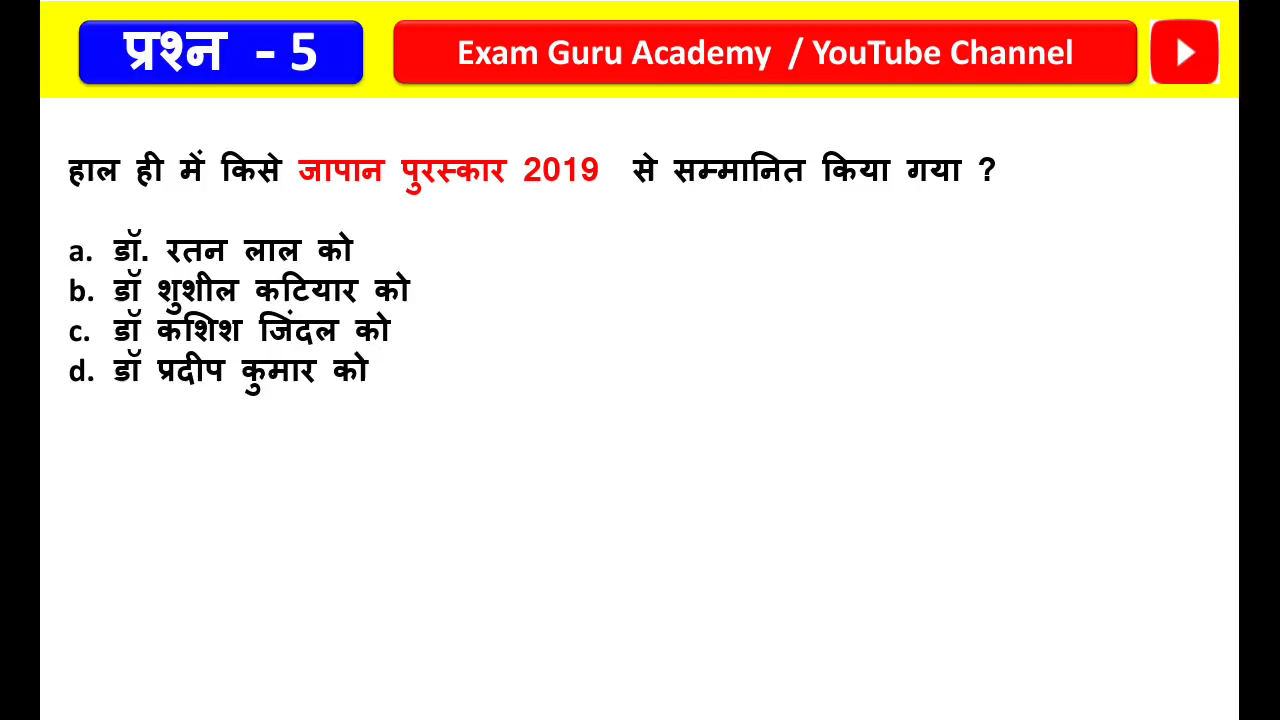 प्रश्न - 5
Exam Guru Academy / YouTube Channel
हाल ही में किसे जापान पुरस्कार 2019 से सम्मानित किया गया ?
a. डॉ. रतन लाल को
b. डॉ शुशील कटियार को
c. डॉ कशिश जिंदल को
d. डॉ प्रदीप कुमार को